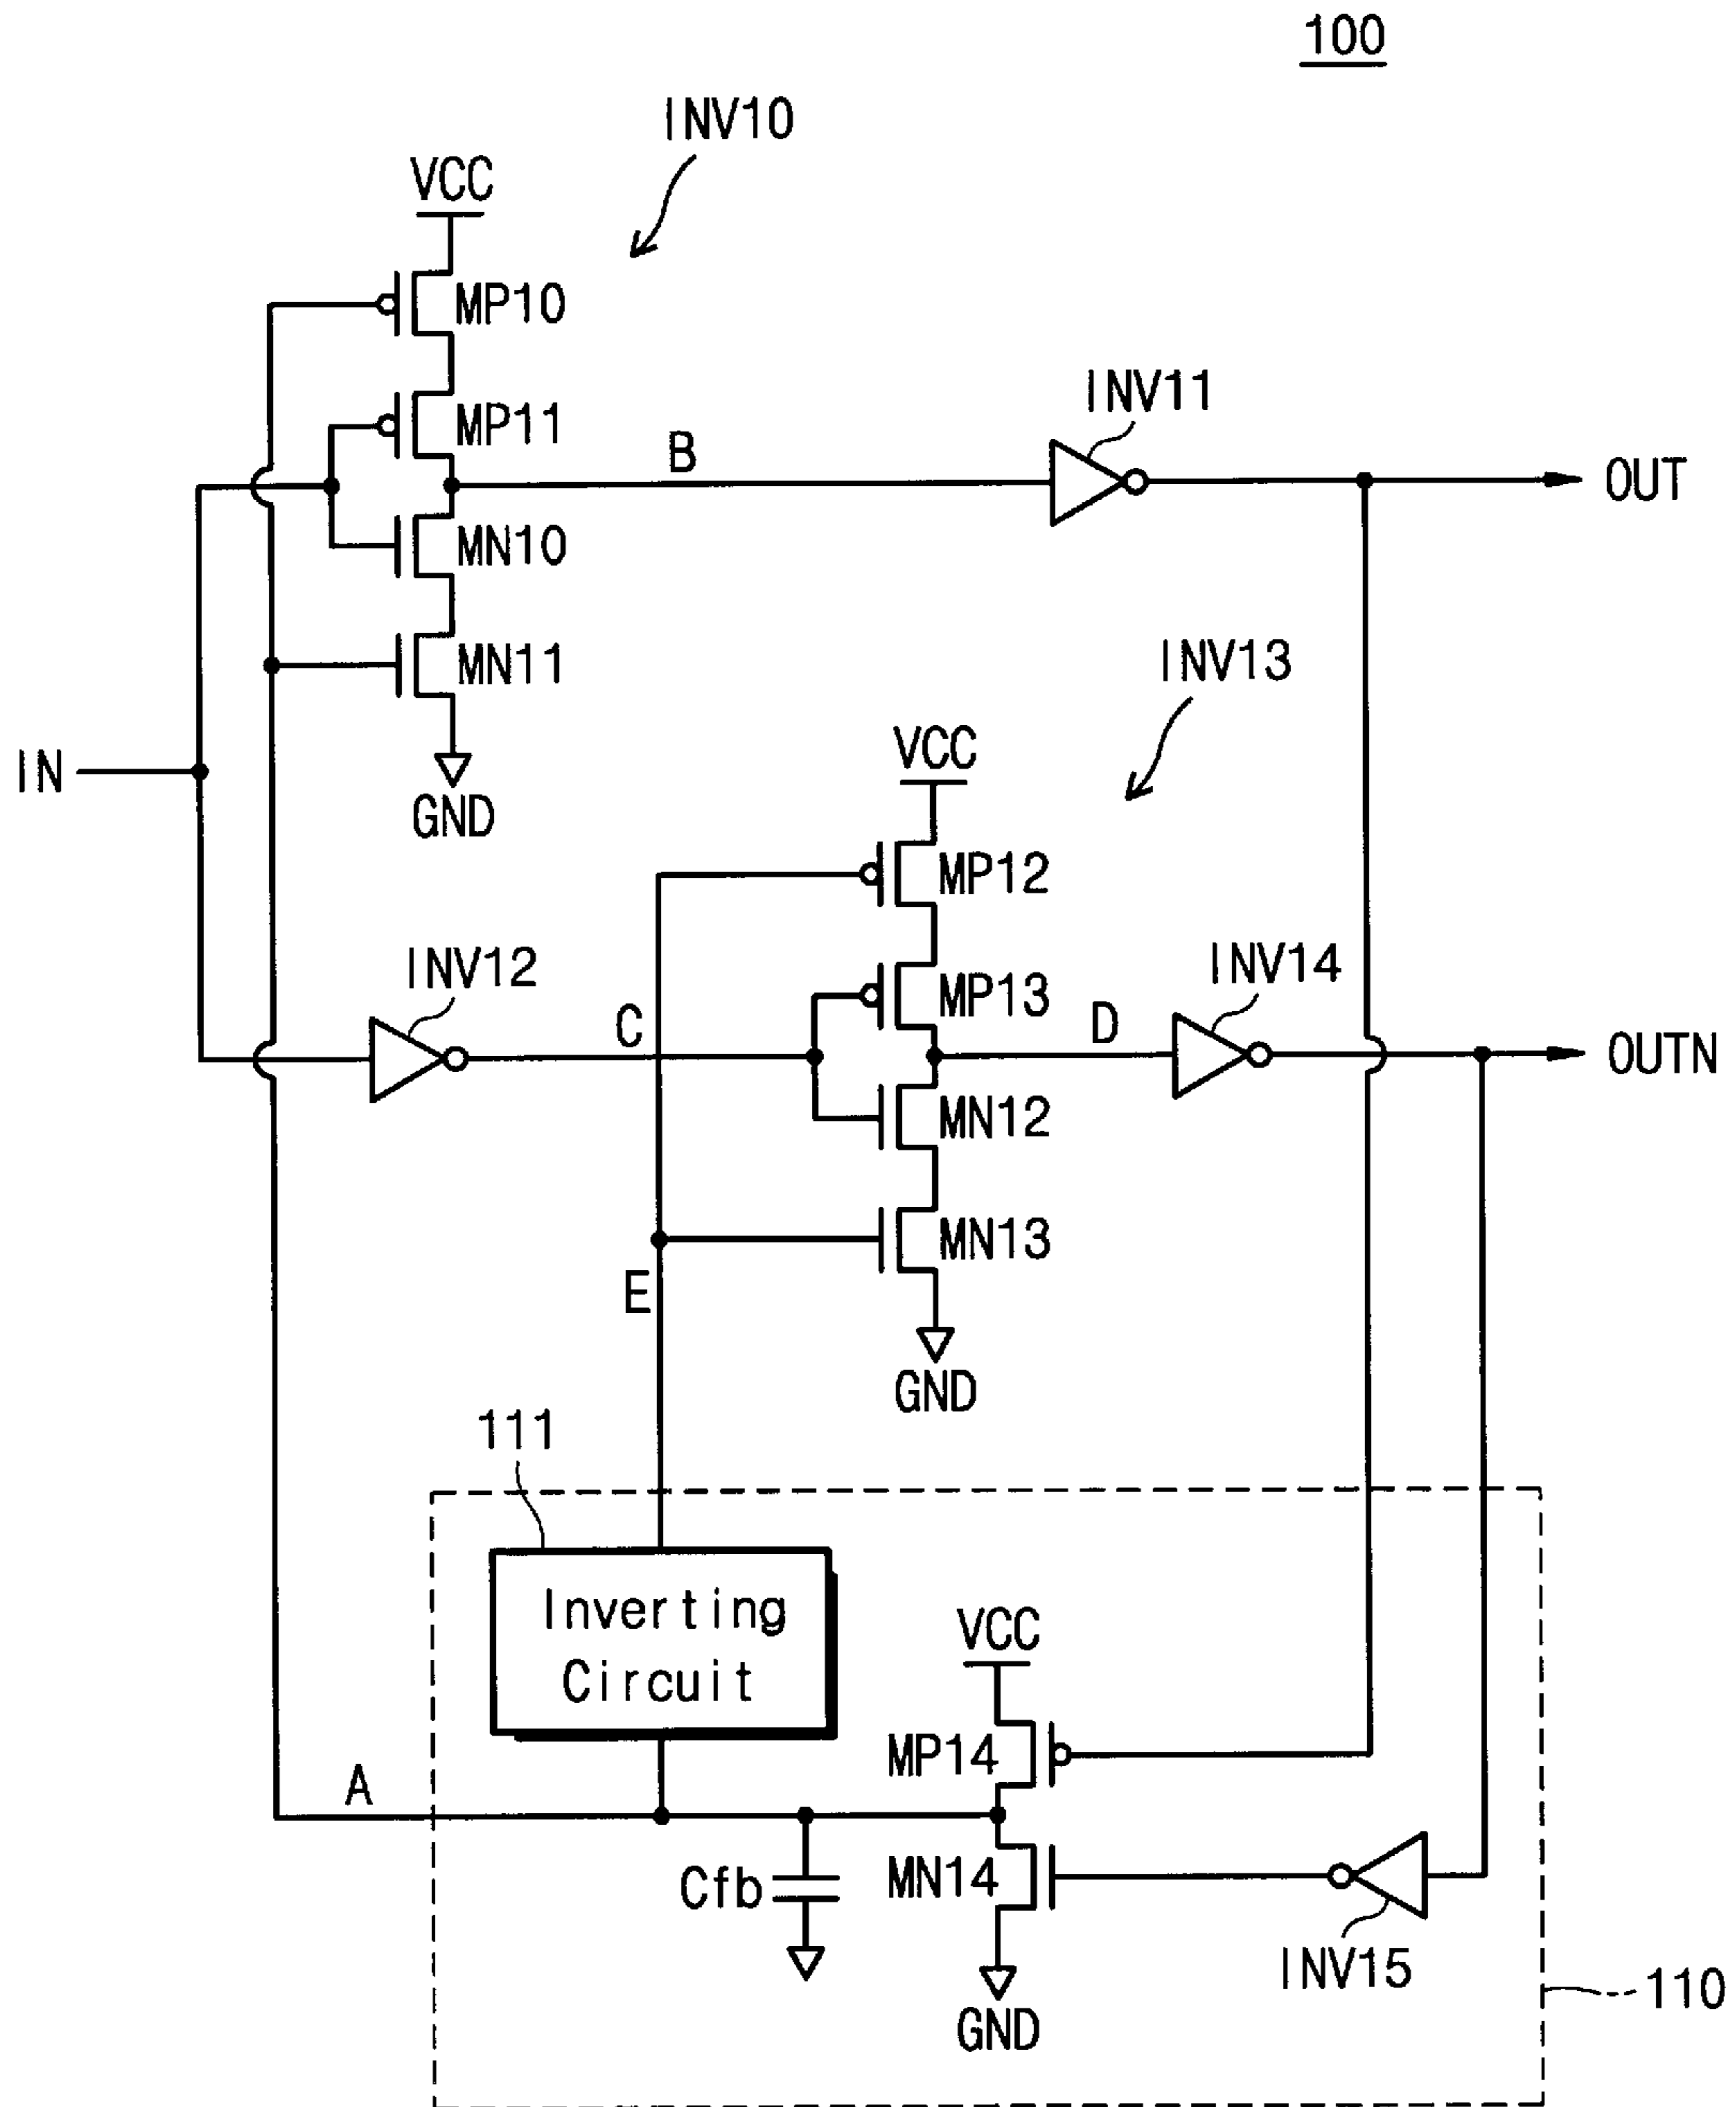 100
INV10
VCC
MP10
MP11
INV11
B
OUT
MN10
MN11
INV13
IN
VCC
GND
MP12
INV12
INV14
MP13
C
D
OUTN
MN12
MN13
E
GND
111
Inverting
Circuit
VCC
MP14
A
Cfb
MN14
INV15
110
GND